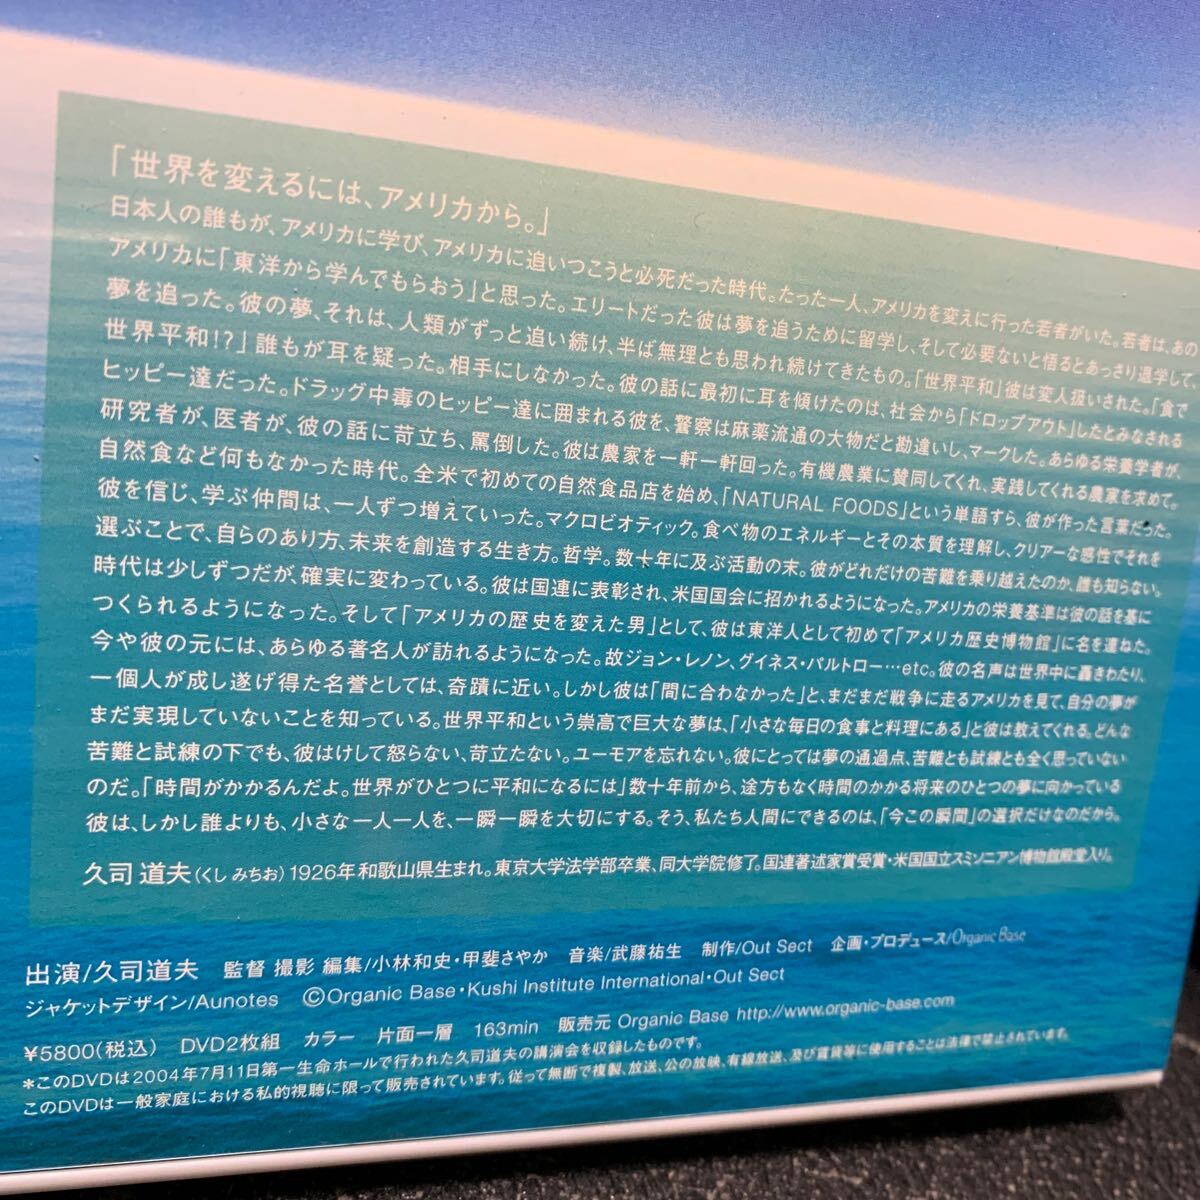 「世界を変えるには、アメリカから。」
日本人の誰もが、アメリカに学び、アメリカに追いつこうと必死だった時代。たった一人、アメリカを変えに行った若者がいた。若者は、あの
アメリカに「東洋から学んでもらおう」と思った。エリートだった彼は夢を追うために留学し、そして必要ないと悟るとあっさり退学して
夢を追った。彼の夢、それは、人類がずっと追い続け、半ば無理とも思われ続けてきたもの。「世界平和」彼は変人扱いされた。「食で
世界平和!?」誰もが耳を疑った。相手にしなかった。彼の話に最初に耳を傾けたのは、社会から「ドロップアウト」したとみなされる
ヒッピー達だった。ドラッグ中毒のヒッピー達に囲まれる彼を、警察は麻薬流通の大物だと勘違いし、マークした。あらゆる栄養学者が、
研究者が、医者が、彼の話に苛立ち、罵倒した。彼は農家を一軒一軒回った。有機農業に賛同してくれ、実践してくれる農家を求めて。
自然食など何もなかった時代。全米で初めての自然食品店を始め、「NATURAL FOODS」という単語すら、彼が作った言葉だった。
彼を信じ、学ぶ仲間は、一人ずつ増えていった。マクロビオティック。食べ物のエネルギーとその本質を理解し、クリアーな感性でそれを
選ぶことで、自らのあり方、未来を創造する生き方。哲学。数十年に及ぶ活動の末。彼がどれだけの苦難を乗り越えたのか、誰も知らない。
時代は少しずつだが、確実に変わっている。彼は国連に表彰され、米国国会に招かれるようになった。アメリカの栄養基準は彼の話を基に
つくられるようになった。そして「アメリカの歴史を変えた男」として、彼は東洋人として初めて「アメリカ歴史博物館」に名を連ねた。
今や彼の元には、あらゆる著名人が訪れるようになった。故ジョン・レノン、グイネス・パルトロー…etc。彼の名声は世界中に轟きわたり、
一個人が成し遂げ得た名誉としては、奇蹟に近い。しかし彼は「間に合わなかった」と、まだまだ戦争に走るアメリカを見て、自分の夢が
まだ実現していないことを知っている。世界平和という崇高で巨大な夢は、「小さな毎日の食事と料理にある」と彼は教えてくれる。どんな
苦難と試練の下でも、彼はけして怒らない、苛立たない。ユーモアを忘れない。彼にとっては夢の通過点、苦難とも試練とも全く思っていない
のだ。「時間がかかるんだよ。世界がひとつに平和になるには」数十年前から、途方もなく時間のかかる将来のひとつの夢に向かっている
彼は、しかし誰よりも、小さな一人一人を、一瞬一瞬を大切にする。そう、私たち人間にできるのは、「今この瞬間」の選択だけなのだから。
久司 道夫（くし みちお）1926年和歌山県生まれ。東京大学法学部卒業、同大学院修了。国連著述家賞受賞・米国国立スミソニアン博物館殿堂入り。
出演/久司道夫 監督 撮影 編集/小林和史・甲斐さやか 音楽/武藤祐生 制作/Out Sect 企画・プロデュース/Organic Base
ジャケットデザイン/Aunotes ©Organic Base・Kushi Institute International・Out Sect
¥5800（税込） DVD2枚組 カラー 片面一層 163min 販売元 Organic Base http://www.organic-base.com
*このDVDは2004年7月11日第一生命ホールで行われた久司道夫の講演会を収録したものです。
このDVDは一般家庭における私的視聴に限って販売されています。従って無断で複製、放送、公の放映、有線放送、及び賃貸等に使用することは法律で禁止されています。